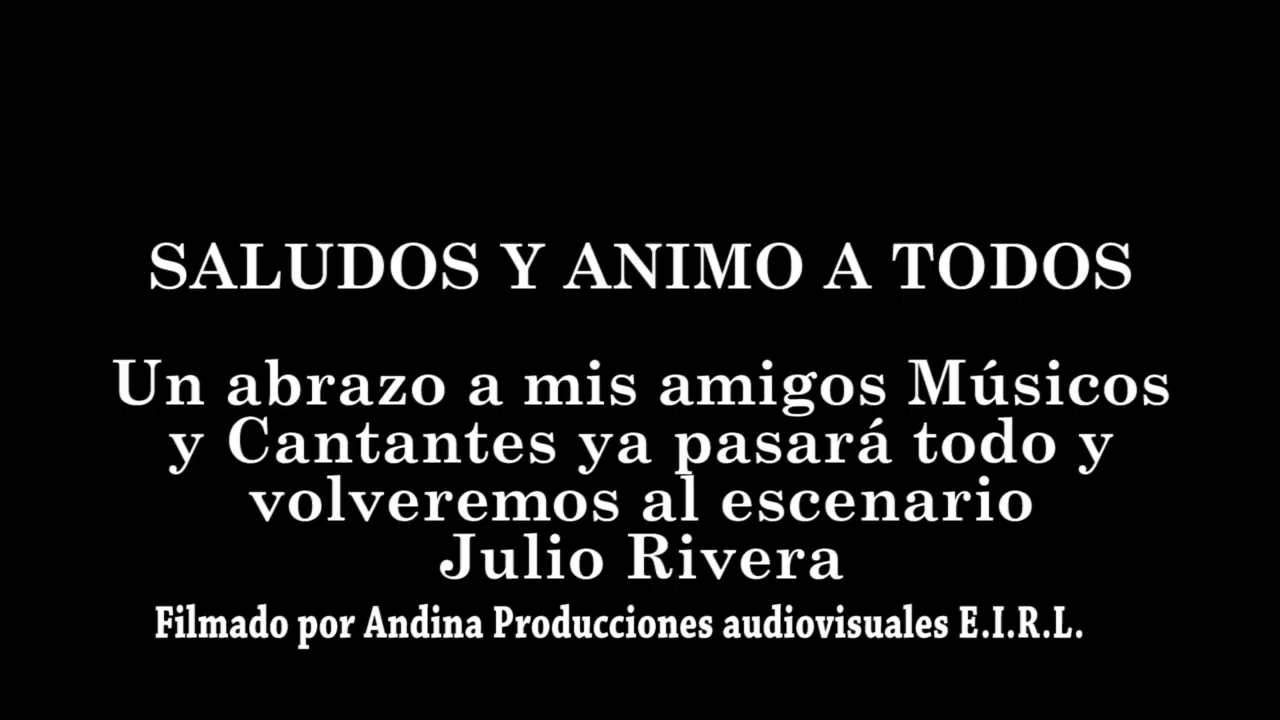 SALUDOS Y ANIMO A TODOS
Un abrazo a mis amigos Músicos
y Cantantes ya pasará todo y
volveremos al escenario
Julio Rivera
Filmado por Andina Producciones audiovisuales E.I.R.L.